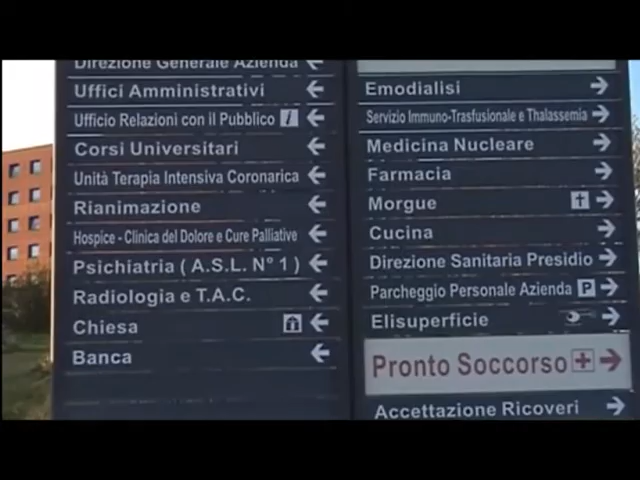 Direzione Generale Azienda
Uffici Amministrativi
Ufficio Relazioni con il Pubblico i
Corsi Universitari
Unità Terapia Intensiva Coronarica
Rianimazione
Hospice - Clinica del Dolore e Cure Palliative
Psichiatria ( A.S.L. N° 1 )
Radiologia e T.A.C.
Chiesa
Banca
Emodialisi
Servizio Immuno-Trasfusionale e Thalassemia
Medicina Nucleare
Farmacia
Morgue
Cucina
Direzione Sanitaria Presidio
Parcheggio Personale Azienda P
Elisuperficie
Pronto Soccorso
Accettazione Ricoveri